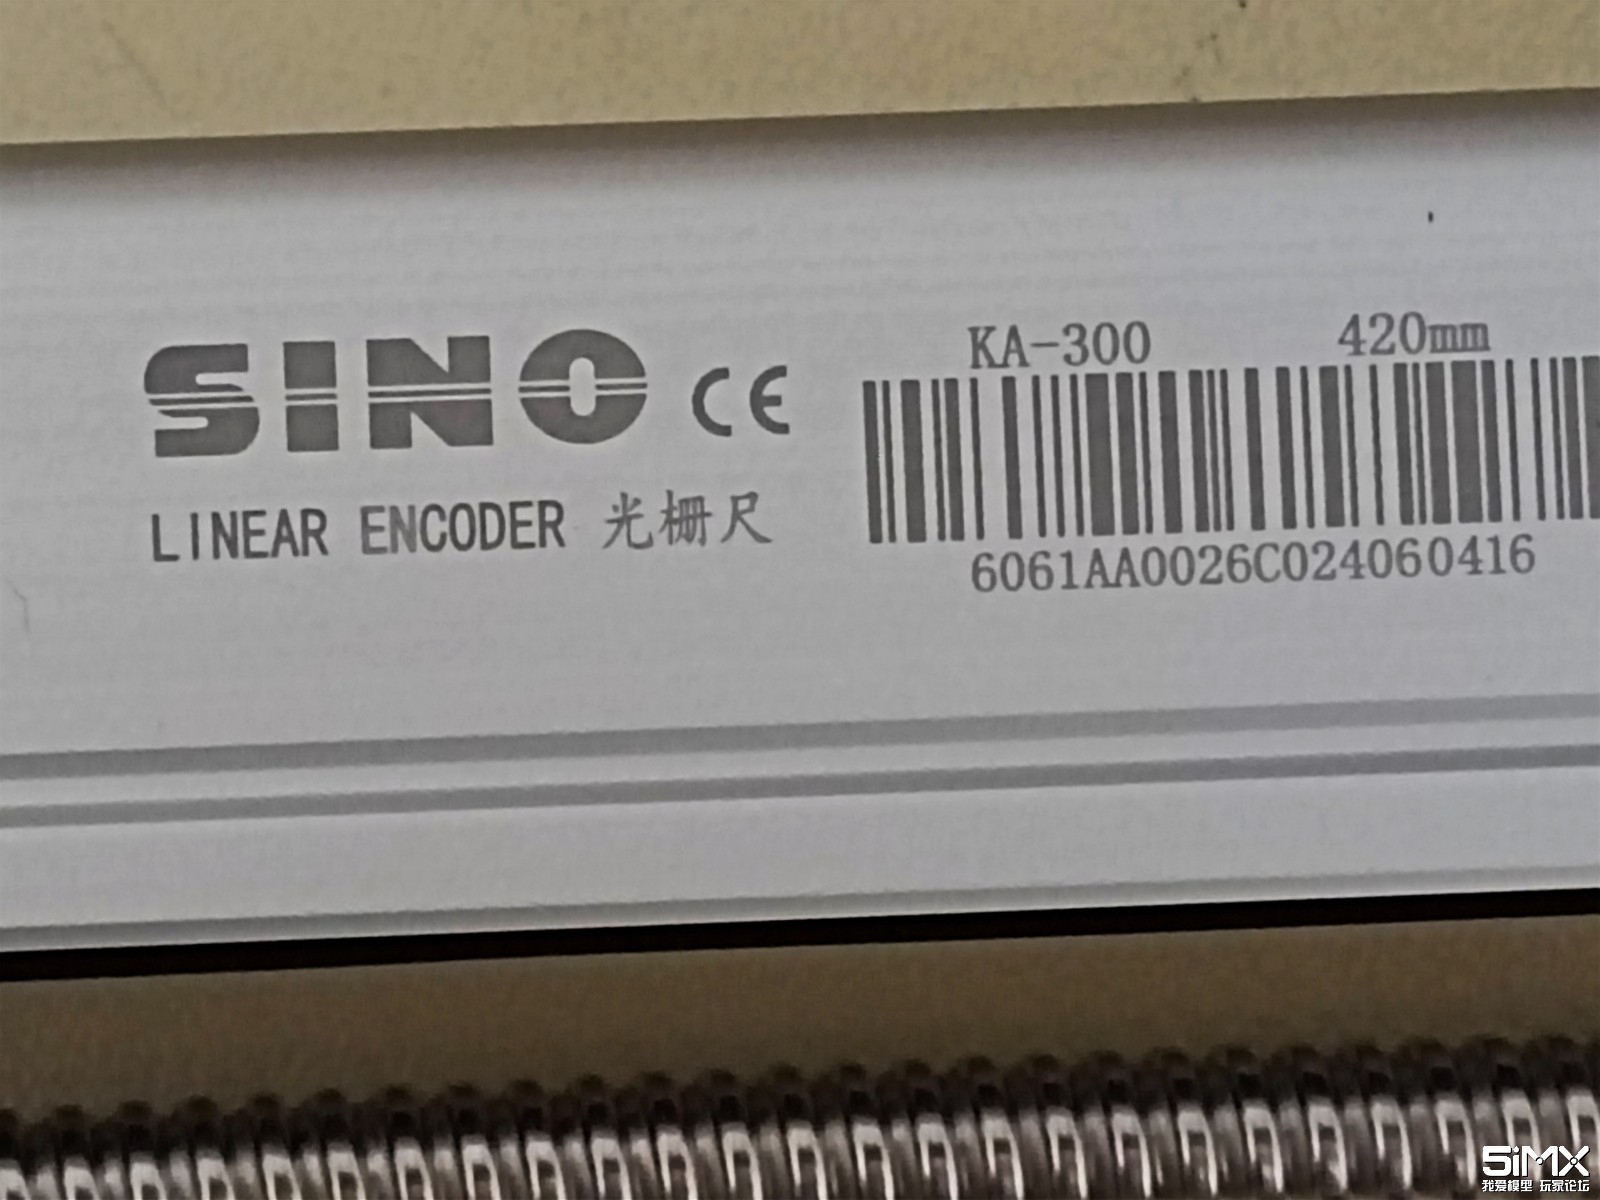 SINO CE
LINEAR ENCODER 光栅尺
KA-300 420mm
6061AA0026C024060416
5iMX
我爱模型 玩家论坛